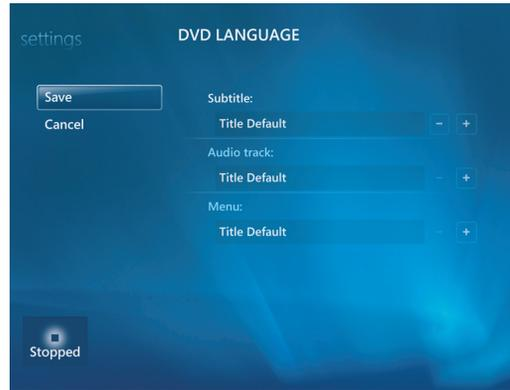 settings
DVD LANGUAGE
Save
Cancel
Subtitle:
Title Default - +
Audio track:
Title Default - +
Menu:
Title Default - +
Stopped